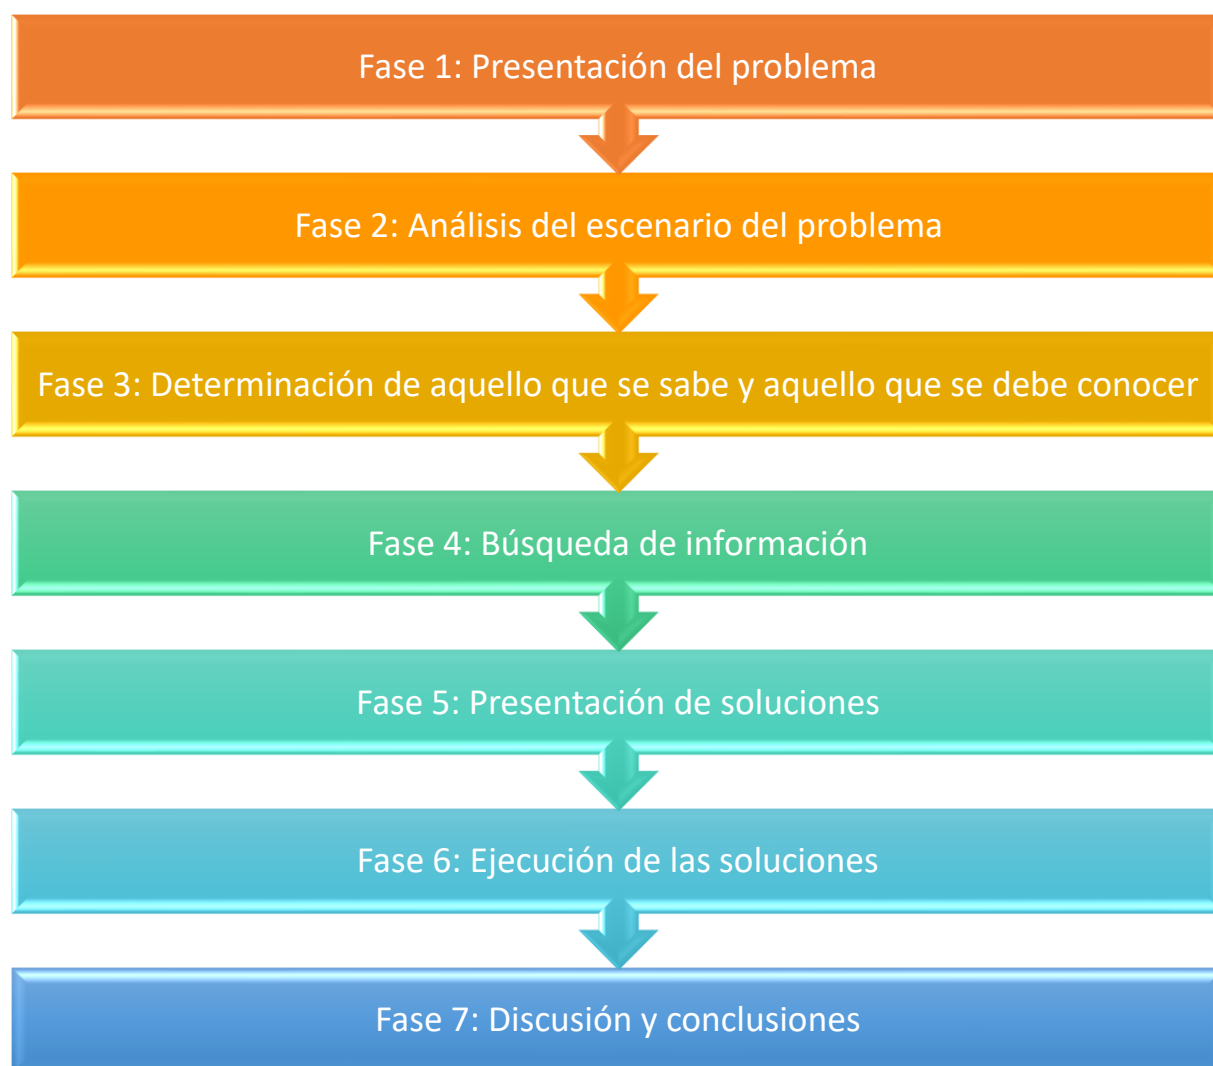 Fase 1: Presentación del problema
Fase 2: Análisis del escenario del problema
Fase 3: Determinación de aquello que se sabe y aquello que se debe conocer
Fase 4: Búsqueda de información
Fase 5: Presentación de soluciones
Fase 6: Ejecución de las soluciones
Fase 7: Discusión y conclusiones